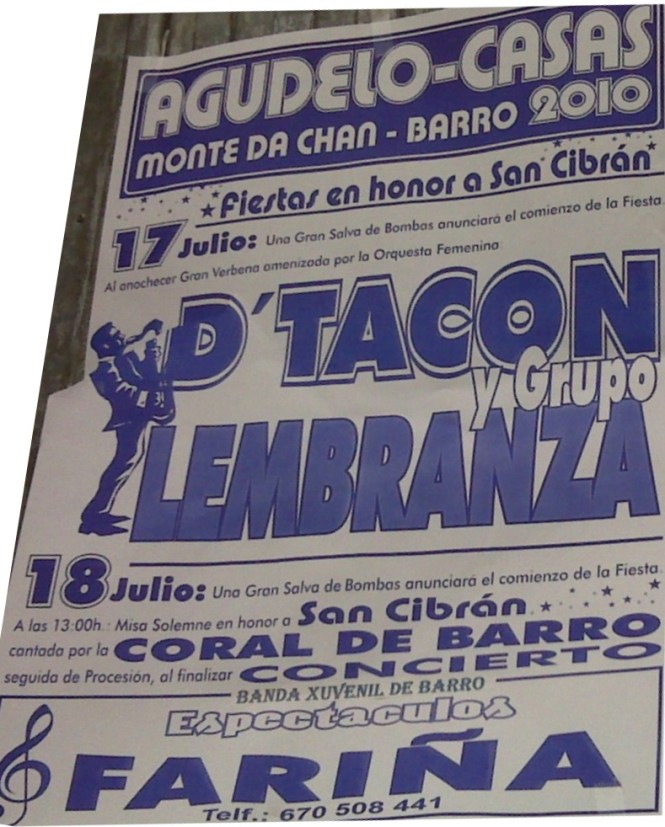 AGUDELO-CASAS
MONTE DA CHAN - BARRO 2010
Fiestas en honor a San Cibrán
17 Julio: Una Gran Salva de Bombas anunciará el comienzo de la Fiesta.
Al anochecer Gran Verbena amenizada por la Orquesta Femenina:
D´TACON
y Grupo
LEMBRANZA
18 Julio: Una Gran Salva de Bombas anunciará el comienzo de la Fiesta.
A las 13:00h.: Misa Solemne en honor a San Cibrán
cantada por la CORAL DE BARRO
seguida de Procesión, al finalizar CONCIERTO
BANDA XUVENIL DE BARRO
Espectaculos
FARIÑA
Telf.: 670 508 441